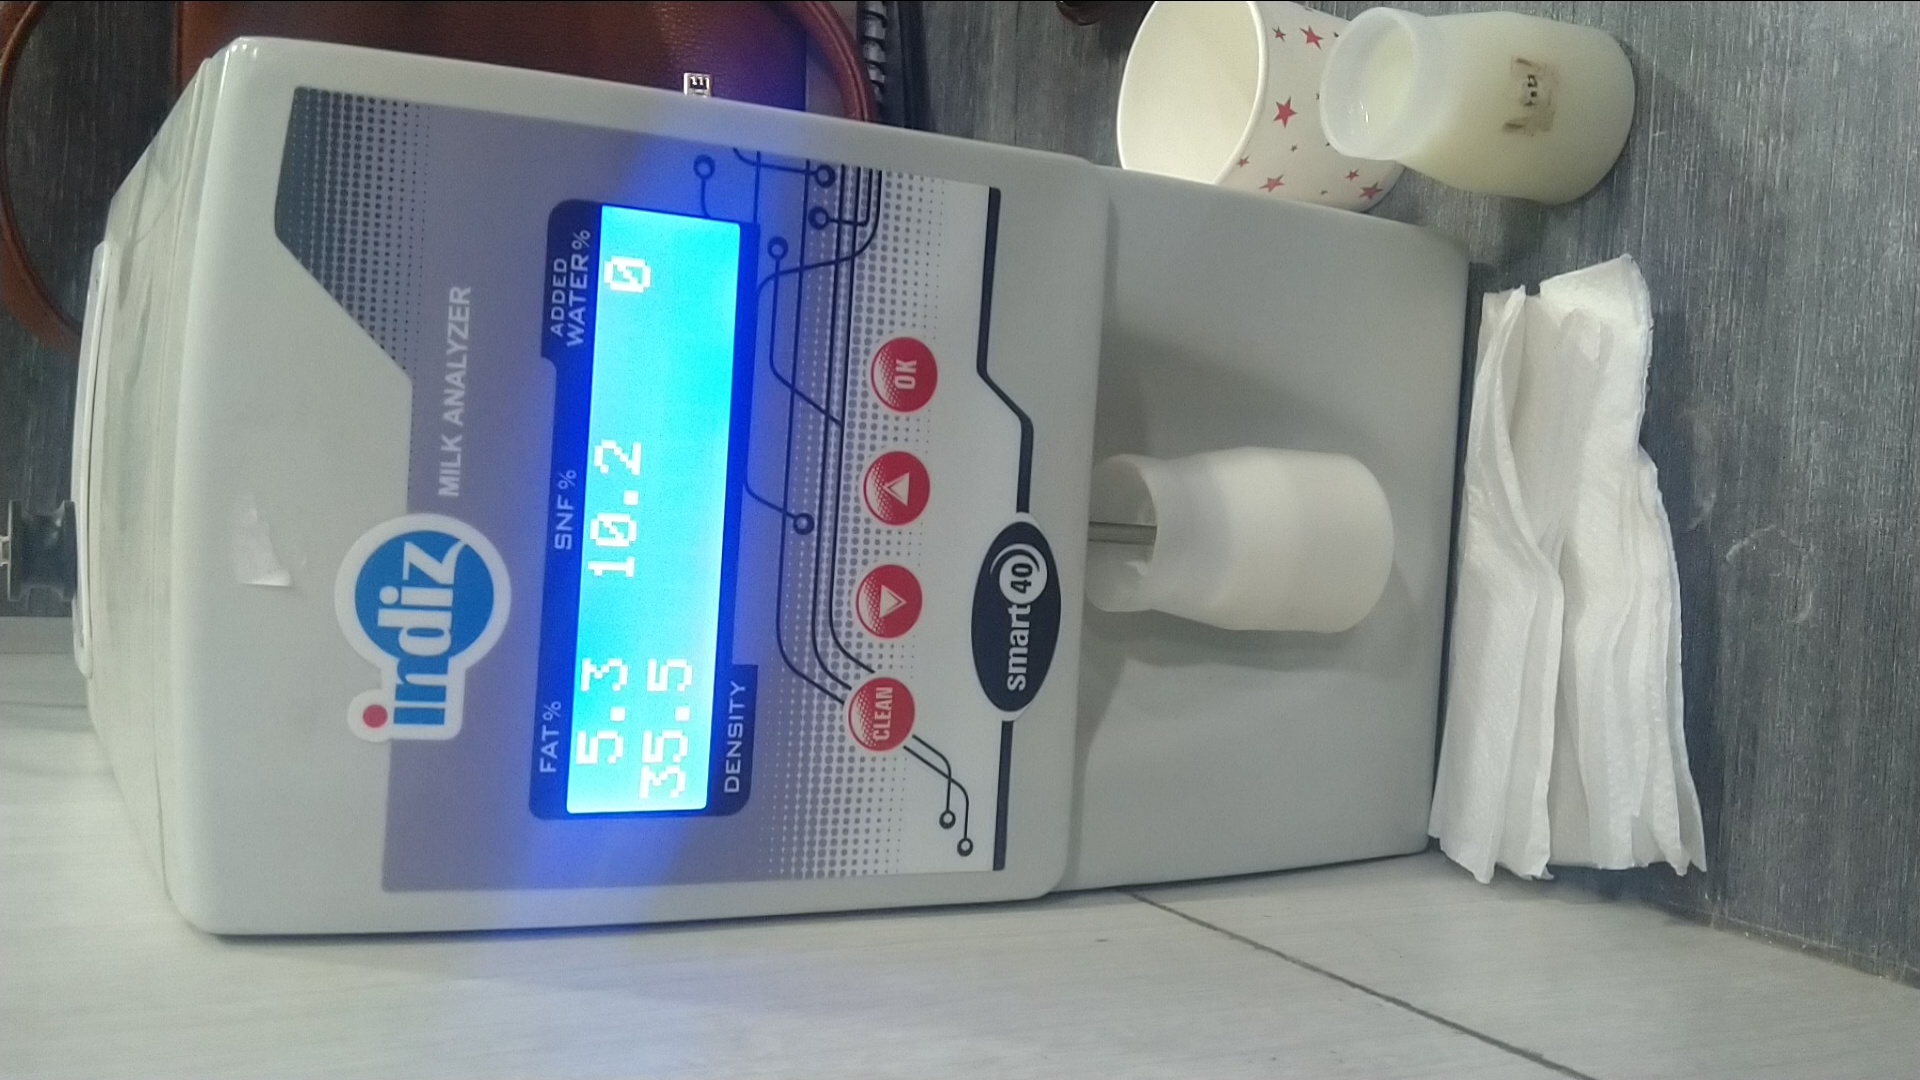 indiz
MILK ANALYZER
FAT%
SNF%
ADDED
WATER%
5.3 10.2 0
35.5
DENSITY
CLEAN
OK
smart 40